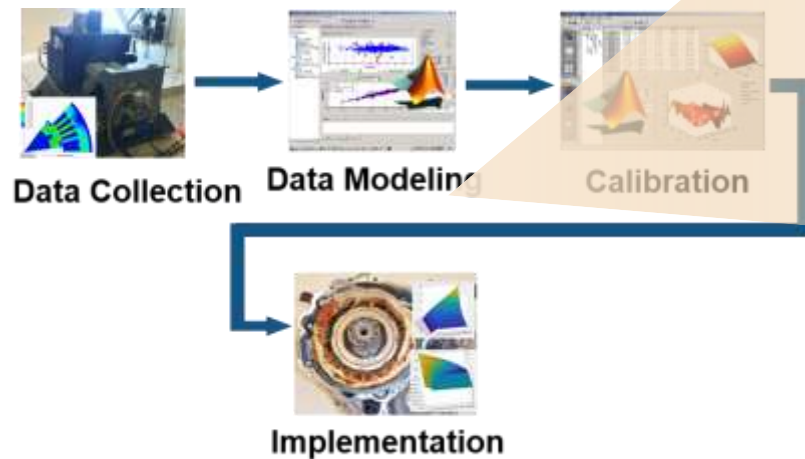 Data Collection
Data Modeling
Calibration
Implementation